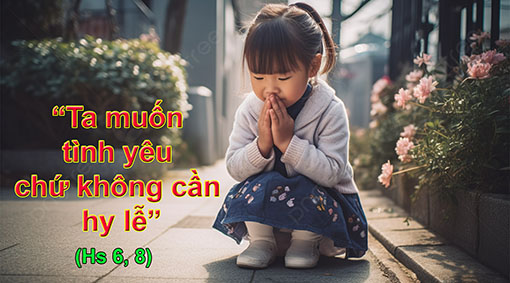 “Ta muốn
tình yêu
chứ không cần
hy lễ”
(Hs 6, 8)